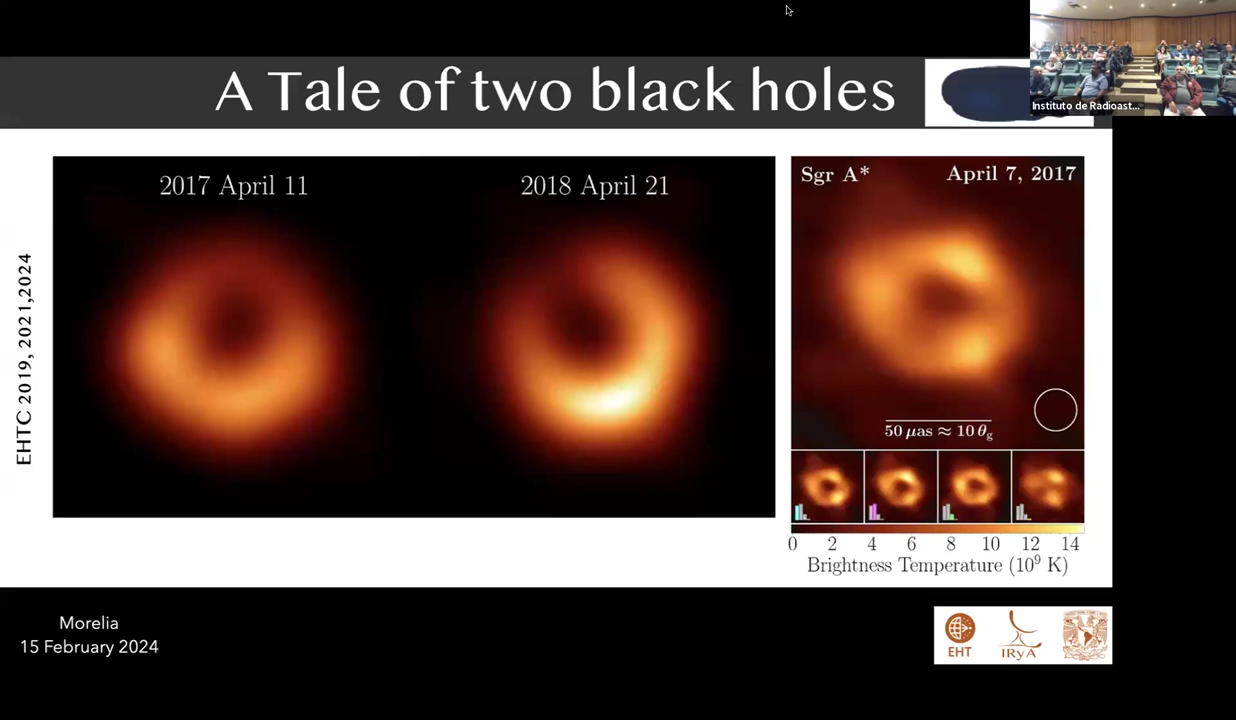 A Tale of two black holes
Instituto de Radioast...
EHTC 2019, 2021,2024
2017 April 11
2018 April 21
Sgr A*
April 7, 2017
50 μas ≈ 10 θg
0 2 4 6 8 10 12 14
Brightness Temperature (10⁹ K)
Morelia
15 February 2024
EHT
IRyA